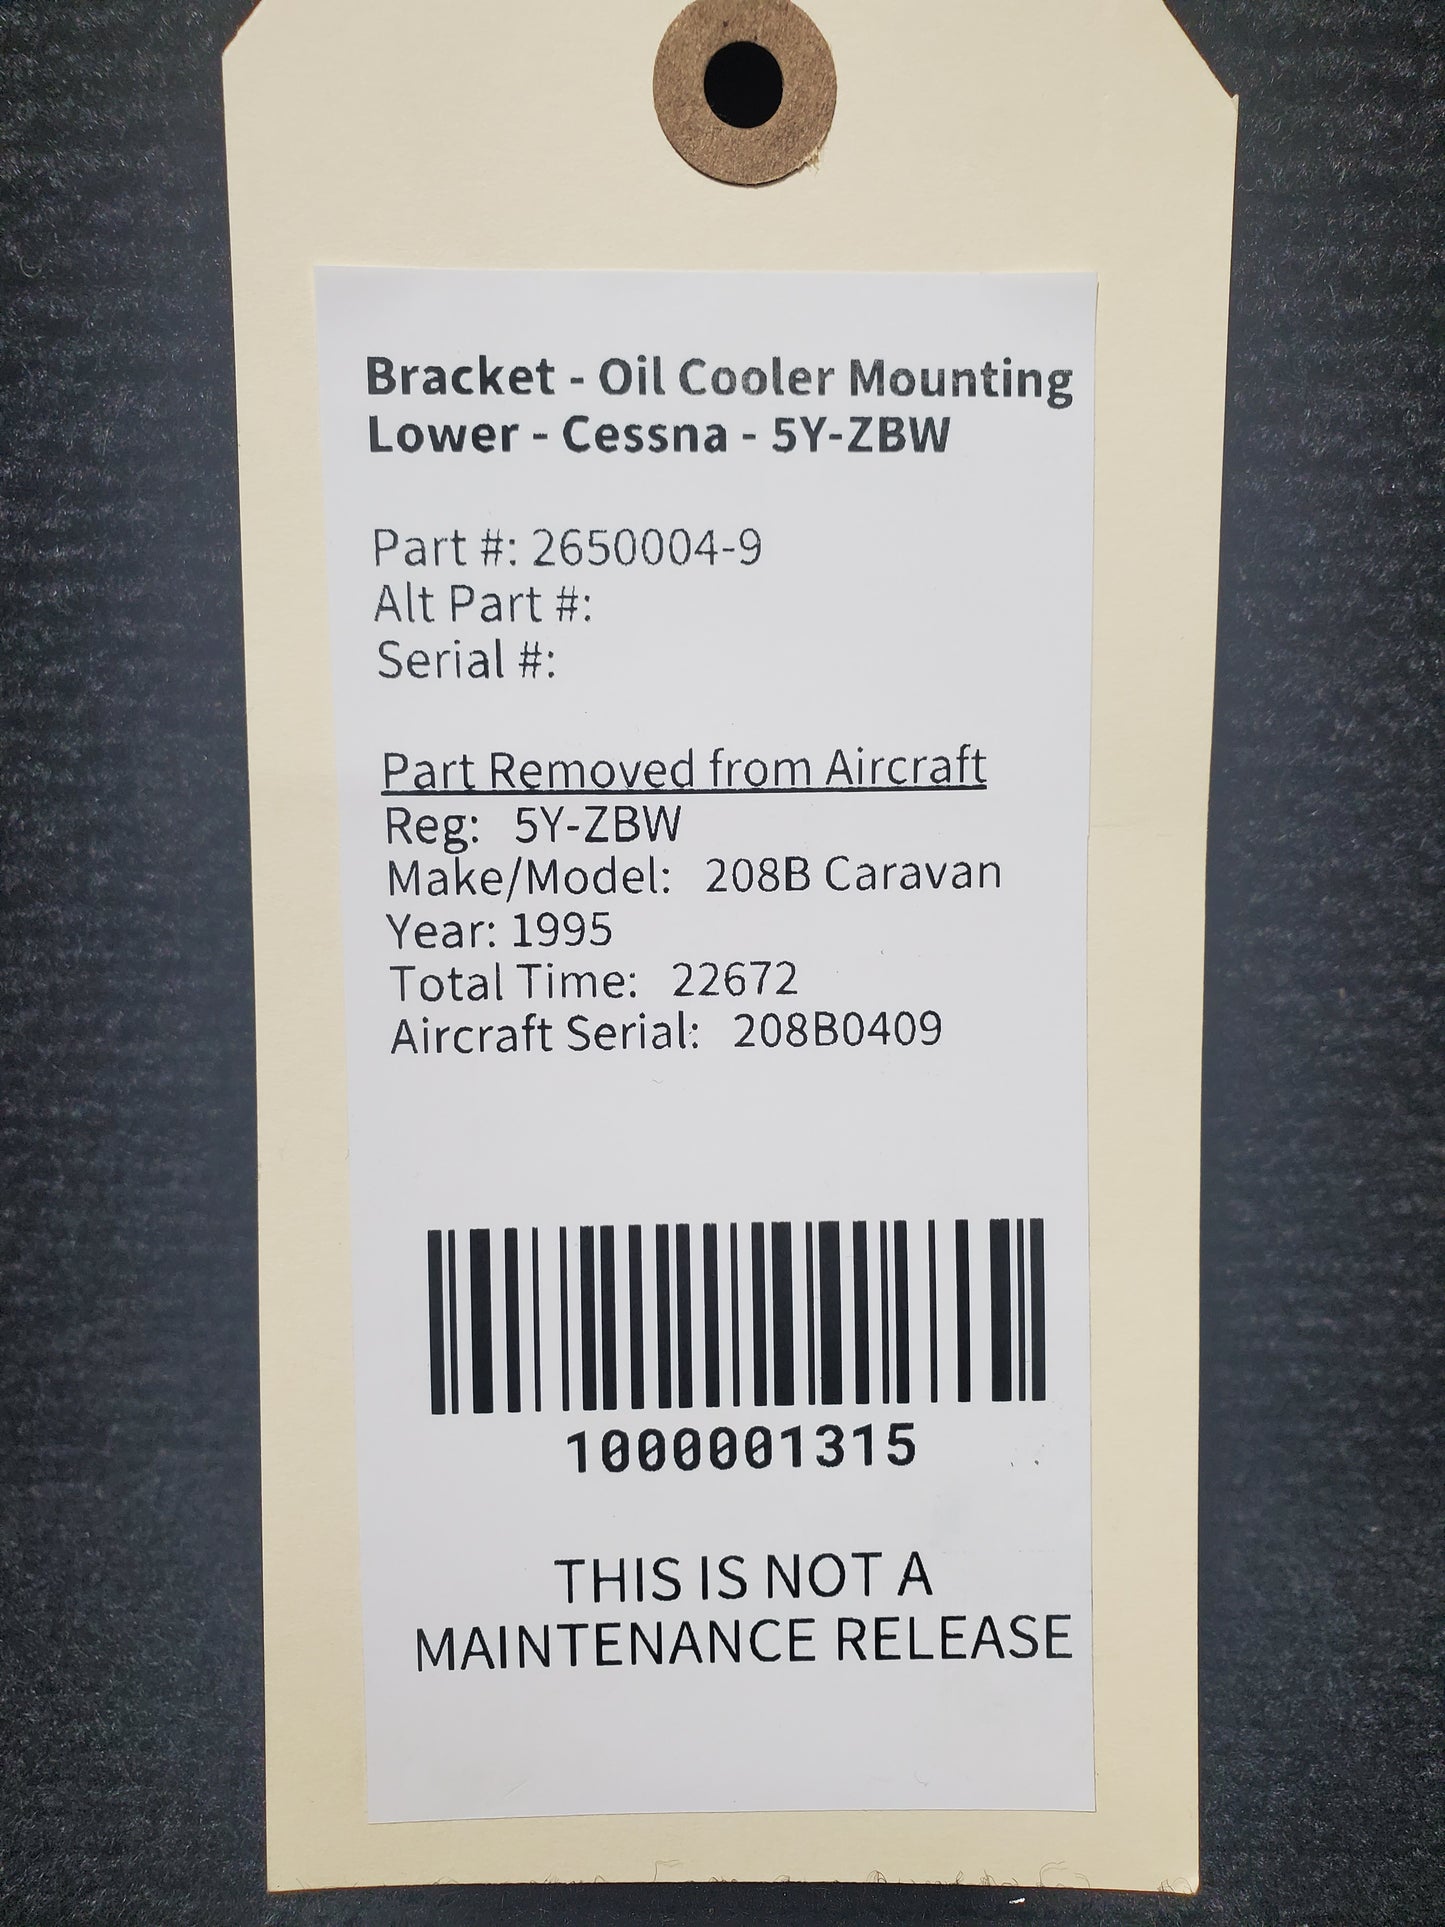 Bracket - Oil Cooler Mounting
Lower - Cessna - 5Y-ZBW
Part #: 2650004-9
Alt Part #:
Serial #:
Part Removed from Aircraft
Reg: 5Y-ZBW
Make/Model: 208B Caravan
Year: 1995
Total Time: 22672
Aircraft Serial: 208B0409
1000001315
THIS IS NOT A
MAINTENANCE RELEASE